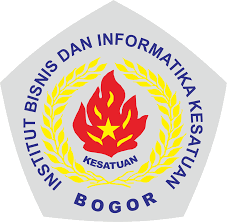 INSTITUT BISNIS DAN INFORMATIKA KESATUAN
KESATUAN
BOGOR